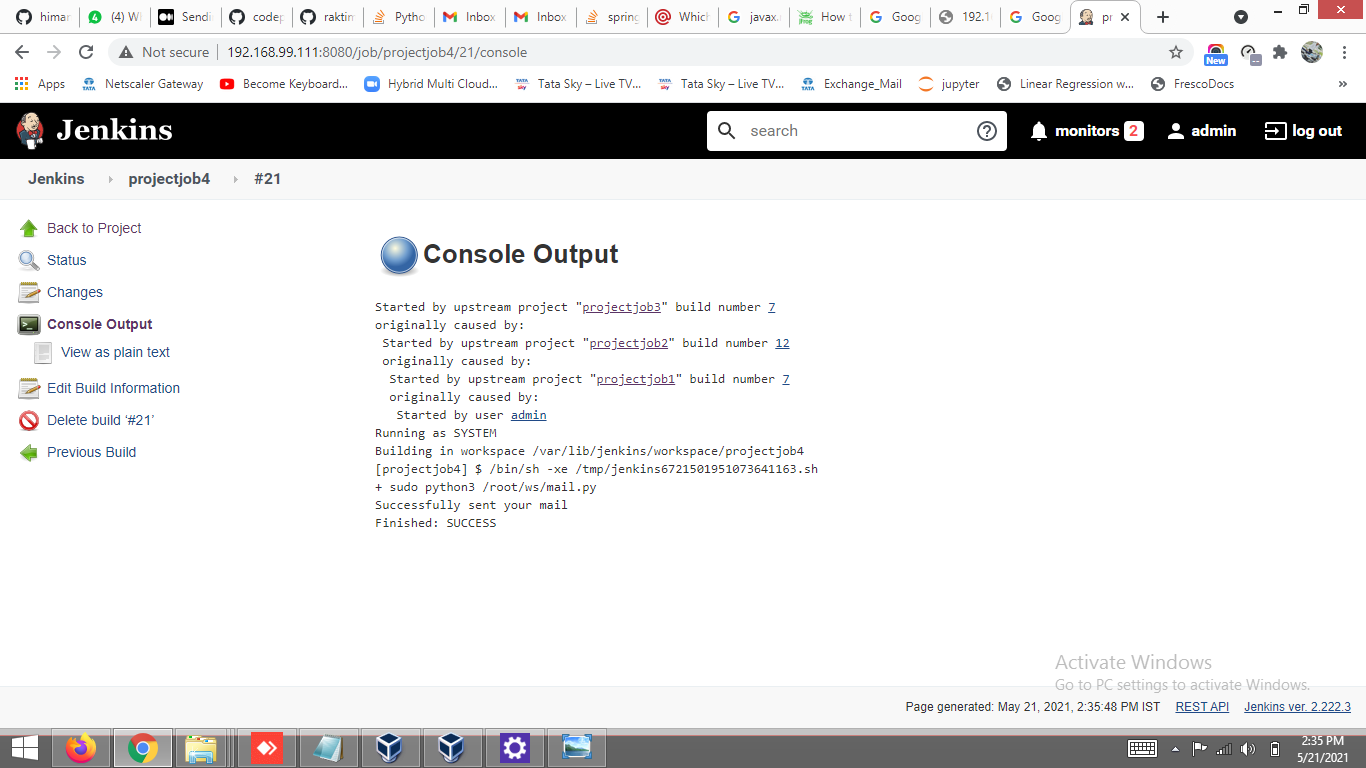 himan
(4) W
Sendi
codep
raktim
Pytho
Inbox
Inbox
spring
Which
javax.
How t
Goog
192.1
Goog
pr
Not secure
192.168.99.111:8080/job/projectjob4/21/console
New
Apps
TATA
Netscaler Gateway
Become Keyboard...
Hybrid Multi Cloud...
TATA sky
Tata Sky – Live TV...
TATA sky
Tata Sky – Live TV...
TATA
Exchange_Mail
jupyter
Linear Regression w...
FrescoDocs
»
Jenkins
search
monitors 2
admin
log out
Jenkins
projectjob4
#21
Back to Project
Status
Changes
Console Output
View as plain text
Edit Build Information
Delete build ‘#21’
Previous Build
Console Output
Started by upstream project "projectjob3" build number 7
originally caused by:
Started by upstream project "projectjob2" build number 12
originally caused by:
Started by upstream project "projectjob1" build number 7
originally caused by:
Started by user admin
Running as SYSTEM
Building in workspace /var/lib/jenkins/workspace/projectjob4
[projectjob4] $ /bin/sh -xe /tmp/jenkins6721501951073641163.sh
+ sudo python3 /root/ws/mail.py
Successfully sent your mail
Finished: SUCCESS
Activate Windows
Go to PC settings to activate Windows.
Page generated: May 21, 2021, 2:35:48 PM IST
REST API
Jenkins ver. 2.222.3
2:35 PM
5/21/2021